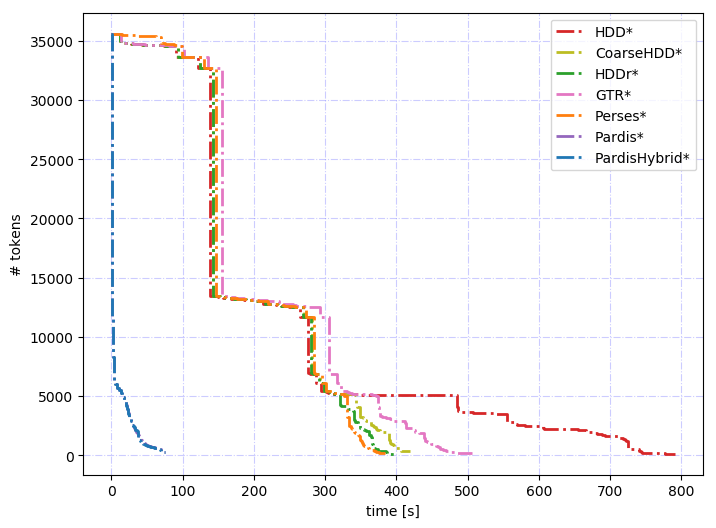 HDD*
CoarseHDD*
HDDr*
GTR*
Perses*
Pardis*
PardisHybrid*
# tokens
35000
30000
25000
20000
15000
10000
5000
0
0 100 200 300 400 500 600 700 800
time [s]